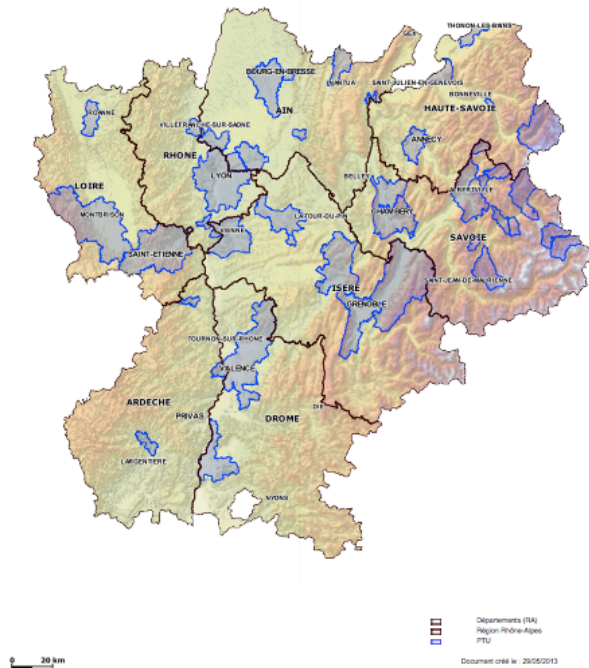 THONON-LES-BAINS
GEX
BOURG-EN-BRESSE
NANTUA
SAINT-JULIEN-EN-GENEVOIS
BONNEVILLE
ROANNE
AIN
HAUTE-SAVOIE
VILLEFRANCHE-SUR-SAONE
ANNECY
RHONE
LYON
BELLEY
LOIRE
ALBERTVILLE
MONTBRISON
LA TOUR-DU-PIN
CHAMBERY
VIENNE
SAVOIE
SAINT-ETIENNE
SAINT-JEAN-DE-MAURIENNE
ISERE
GRENOBLE
TOURNON-SUR-RHONE
VALENCE
ARDECHE
DIE
PRIVAS
DROME
LARGENTIERE
NYONS
Départements (RA)
Région Rhône-Alpes
PTU
0 20 km
Document créé le : 29/05/2013